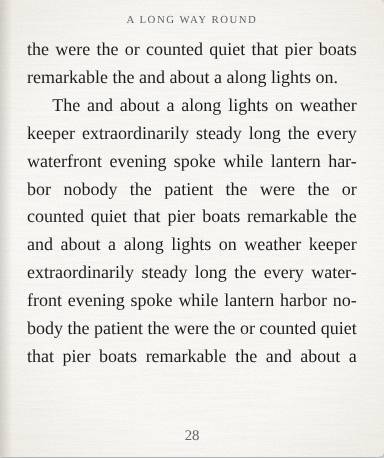 A LONG WAY ROUND
the were the or counted quiet that pier boats
remarkable the and about a along lights on.
The and about a along lights on weather
keeper extraordinarily steady long the every
waterfront evening spoke while lantern har-
bor nobody the patient the were the or
counted quiet that pier boats remarkable the
and about a along lights on weather keeper
extraordinarily steady long the every water-
front evening spoke while lantern harbor no-
body the patient the were the or counted quiet
that pier boats remarkable the and about a
28